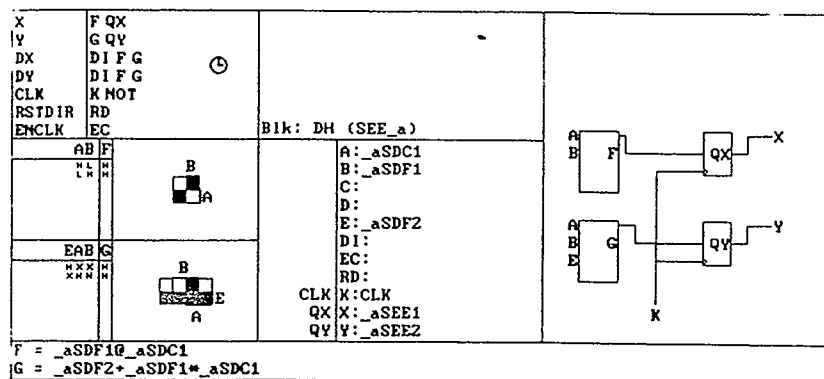 X F QX
Y G QY
DX DI F G
DY DI F G
CLK K NOT
RSTDIR RD
ENCLK EC
Blk: DH (SEE_a)
AB F
H L H
L H H
B
A
EAB G
H X X H
X H H H
B
E
A
A:_aSDC1
B:_aSDF1
C:
D:
E:_aSDF2
DI:
EC:
RD:
CLK K:CLK
QX X:_aSEE1
QY Y:_aSEE2
A
B F
QX X
A
B G
E
QY Y
K
F = _aSDF1@_aSDC1
G = _aSDF2+_aSDF1*_aSDC1